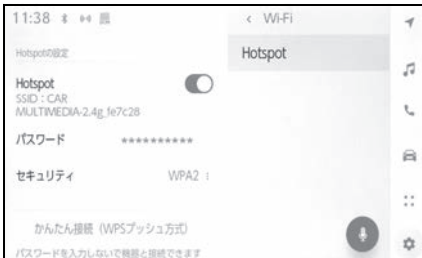 11:38
< Wi-Fi
Hotspotの設定
Hotspot
Hotspot
SSID : CAR
MULTIMEDIA-2.4g_fe7c28
パスワード **********
セキュリティ WPA2
かんたん接続 (WPSプッシュ方式)
パスワードを入力しないで機器と接続できます